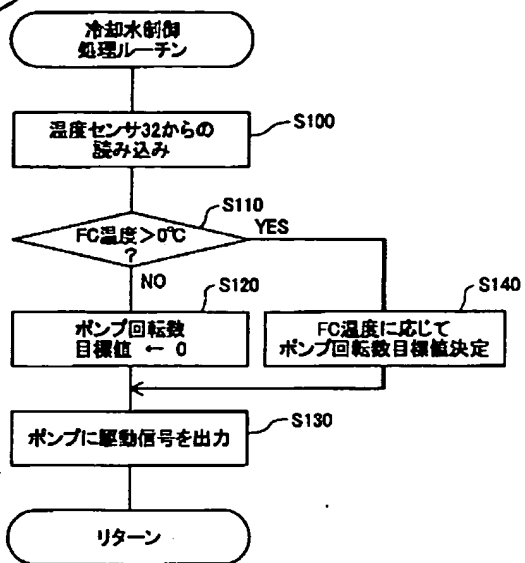 冷却水制御
処理ルーチン
温度センサ32からの
読み込み
S100
FC温度>0°C
?
S110
YES
NO
ポンプ回転数
目標値 ← 0
S120
FC温度に応じて
ポンプ回転数目標値決定
S140
ポンプに駆動信号を出力
S130
リターン